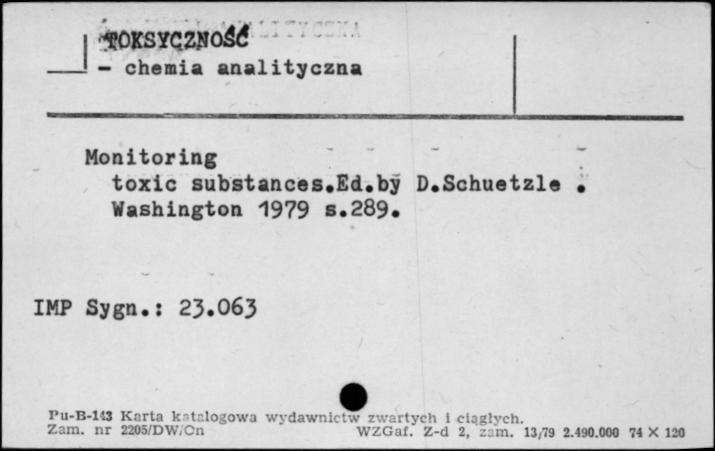 TOKSYCZNOŚĆ
- chemia analityczna
Monitoring
toxic substances.Ed.by D.Schuetzle .
Washington 1979 s.289.
IMP Sygn.: 23.063
Pu-B-143 Karta katalogowa wydawnictw zwartych i ciągłych.
Zam. nr 2205/DW/Cn WZGaf. Z-d 2, zam. 13/79 2.490.000 74 X 120